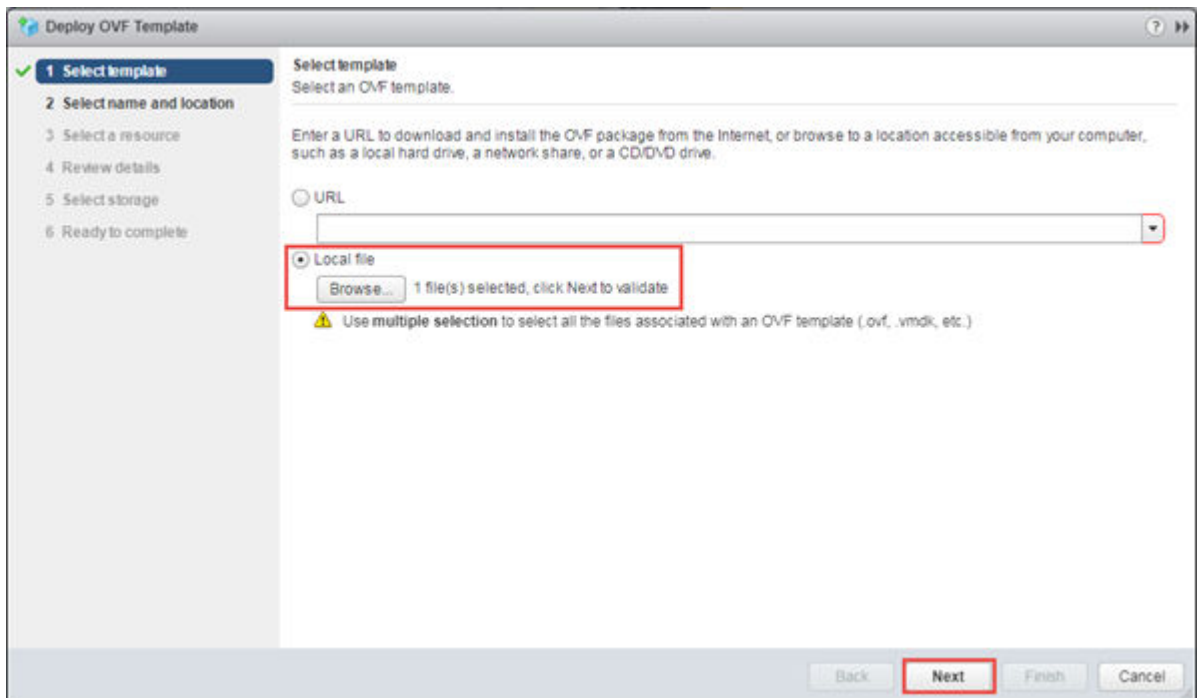 Deploy OVF Template
?
1 Select template
2 Select name and location
3 Select a resource
4 Review details
5 Select storage
6 Ready to complete
Select template
Select an OVF template.
Enter a URL to download and install the OVF package from the Internet, or browse to a location accessible from your computer,
such as a local hard drive, a network share, or a CD/DVD drive.
URL
Local file
Browse... 1 file(s) selected, click Next to validate
Use multiple selection to select all the files associated with an OVF template (.ovf, .vmdk, etc.)
Back Next Finish Cancel